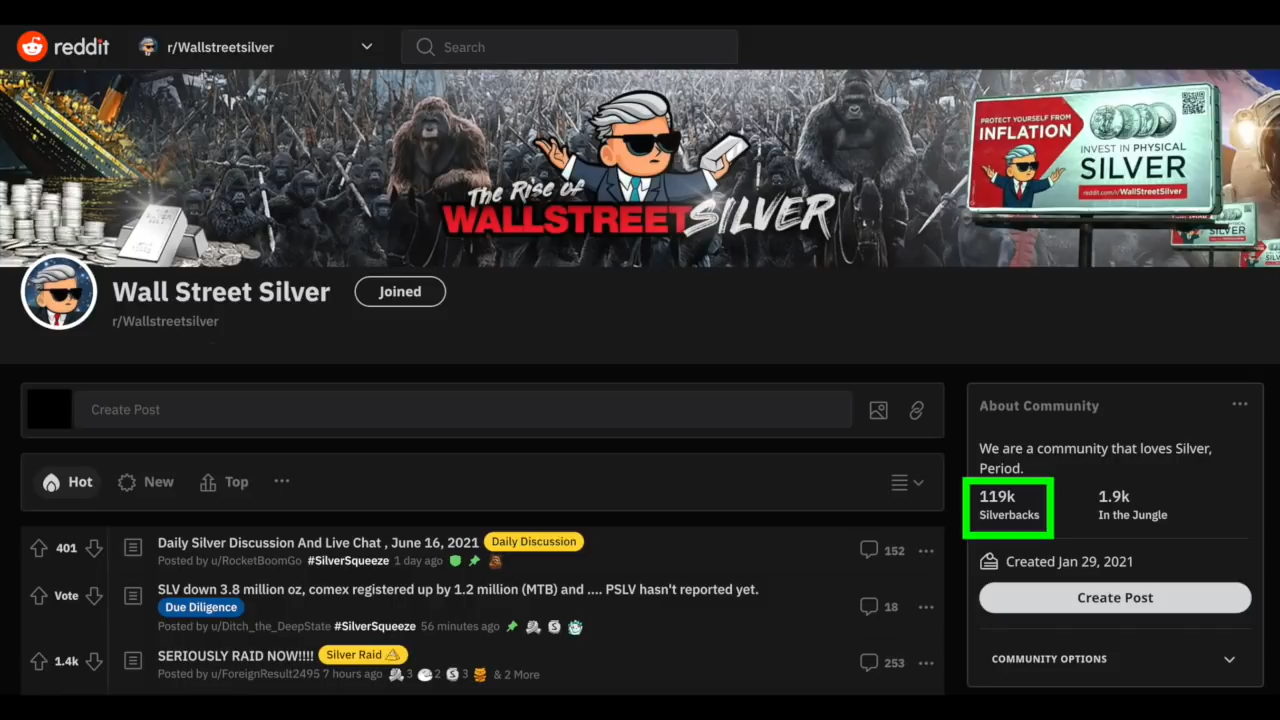 reddit
r/Wallstreetsilver
Search
The Rise of
WALLSTREETSILVER
PROTECT YOURSELF FROM
INFLATION
INVEST IN PHYSICAL
SILVER
reddit.com/r/WallStreetSilver
SILVER
Wall Street Silver
Joined
r/Wallstreetsilver
Create Post
About Community
We are a community that loves Silver,
Period.
119k
1.9k
Silverbacks
In the Jungle
Hot
New
Top
Created Jan 29, 2021
Create Post
COMMUNITY OPTIONS
401
Daily Silver Discussion And Live Chat , June 16, 2021 Daily Discussion
Posted by u/RocketBoomGo #SilverSqueeze 1 day ago
152
Vote
SLV down 3.8 million oz, comex registered up by 1.2 million (MTB) and .... PSLV hasn't reported yet.
Due Diligence
Posted by u/Ditch_the_DeepState #SilverSqueeze 56 minutes ago
18
1.4k
SERIOUSLY RAID NOW!!!! Silver Raid
Posted by u/ForeignResult2495 7 hours ago 3 2 3 & 2 More
253